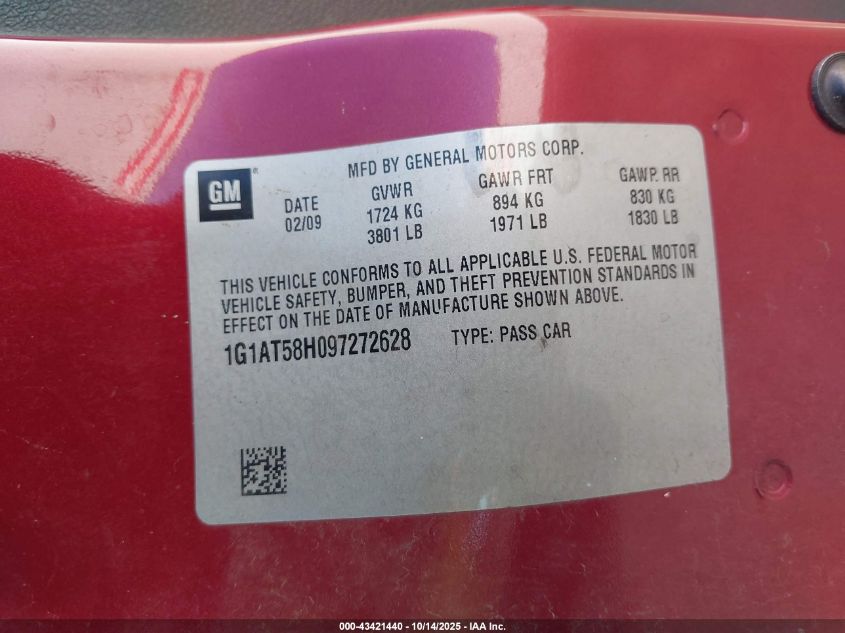 MFD BY GENERAL MOTORS CORP.
GM
DATE GVWR GAWR FRT GAWR RR
02/09 1724 KG 894 KG 830 KG
3801 LB 1971 LB 1830 LB
THIS VEHICLE CONFORMS TO ALL APPLICABLE U.S. FEDERAL MOTOR
VEHICLE SAFETY, BUMPER, AND THEFT PREVENTION STANDARDS IN
EFFECT ON THE DATE OF MANUFACTURE SHOWN ABOVE.
1G1AT58H097272628 TYPE: PASS CAR
000-43421440 - 10/14/2025 - IAA Inc.